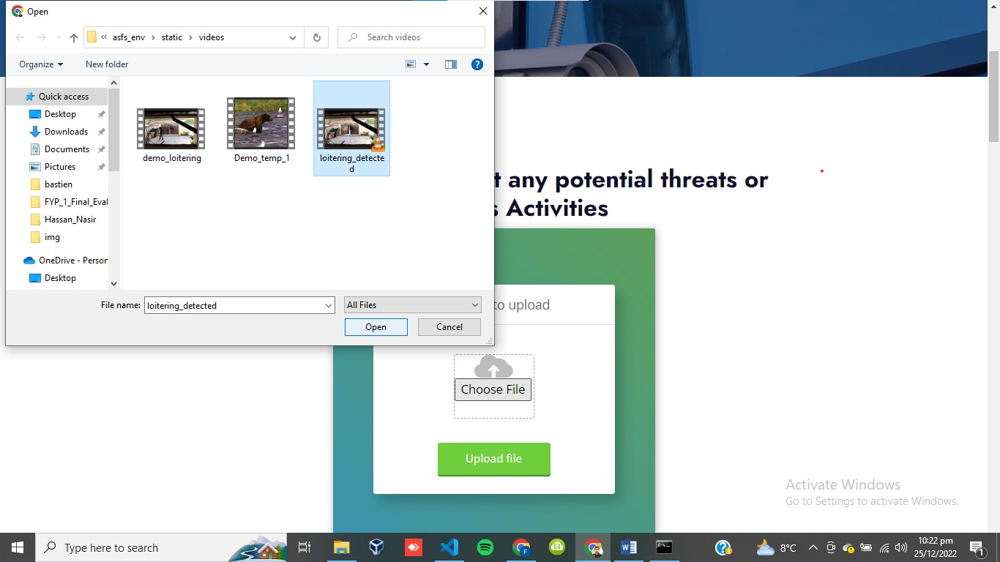 Open
« asfs_env › static › videos
Search videos
Organize
New folder
Quick access
Desktop
Downloads
Documents
Pictures
bastien
FYP_1_Final_Eval
Hassan_Nasir
img
OneDrive - Person
Desktop
demo_loitering
Demo_temp_1
loitering_detecte
d
File name:
loitering_detected
All Files
Open
Cancel
t any potential threats or
s Activities
to upload
Choose File
Upload file
Activate Windows
Go to Settings to activate Windows.
Type here to search
8°C
10:22 pm
25/12/2022
1